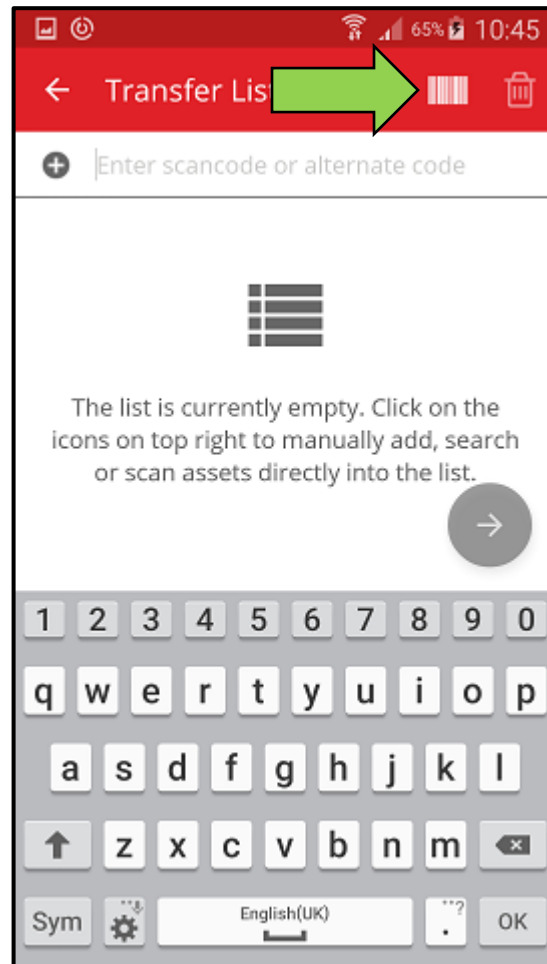 65% 10:45
Transfer Lis
Enter scancode or alternate code
The list is currently empty. Click on the
icons on top right to manually add, search
or scan assets directly into the list.
1 2 3 4 5 6 7 8 9 0
q w e r t y u i o p
a s d f g h j k l
z x c v b n m
Sym English(UK) . ? OK